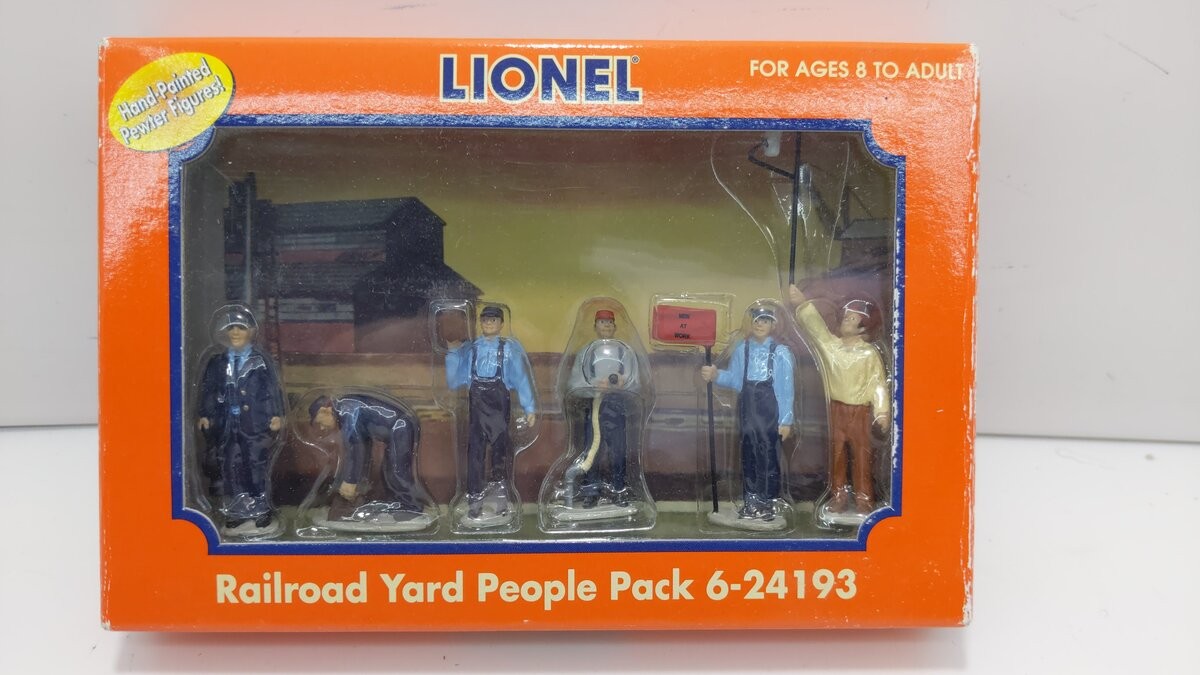 Hand-Painted
Pewter Figures!
LIONEL®
FOR AGES 8 TO ADULT
MEN
AT
WORK
Railroad Yard People Pack 6-24193